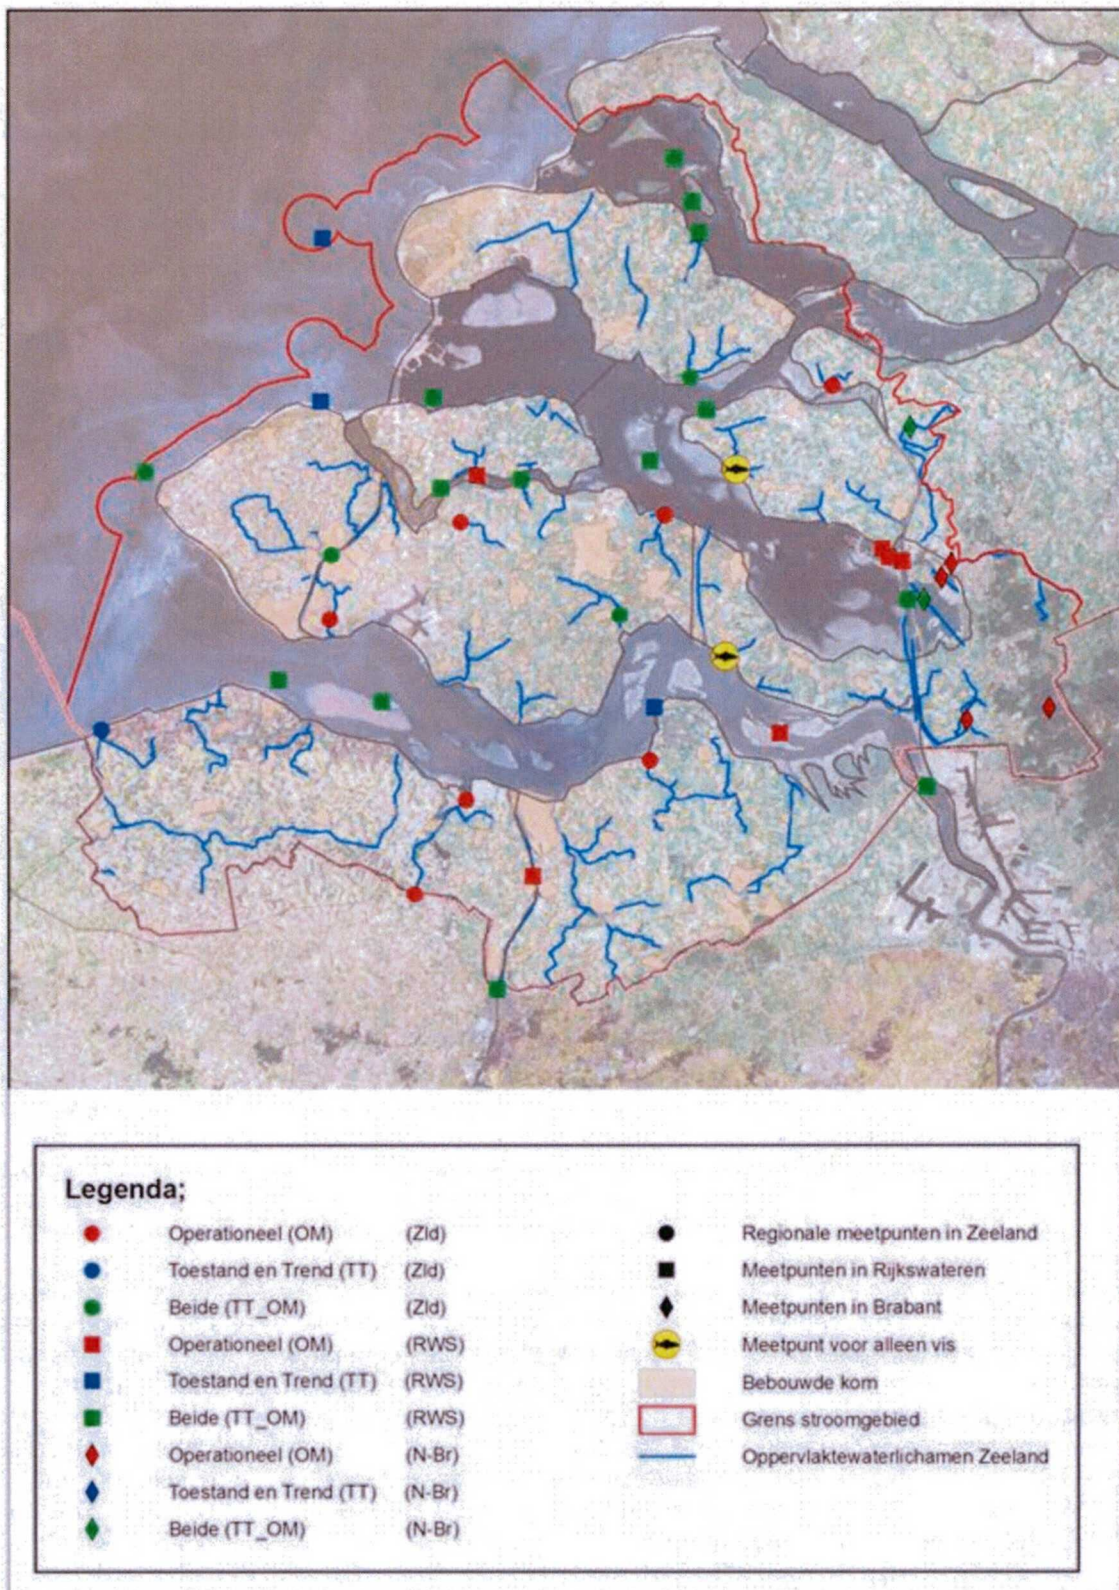 Legenda;
Operationeel (OM) (Zld)
Toestand en Trend (TT) (Zld)
Beide (TT_OM) (Zld)
Operationeel (OM) (RWS)
Toestand en Trend (TT) (RWS)
Beide (TT_OM) (RWS)
Operationeel (OM) (N-Br)
Toestand en Trend (TT) (N-Br)
Beide (TT_OM) (N-Br)
Regionale meetpunten in Zeeland
Meetpunten in Rijkswateren
Meetpunten in Brabant
Meetpunt voor alleen vis
Bebouwde kom
Grens stroomgebied
Oppervlaktewaterlichamen Zeeland